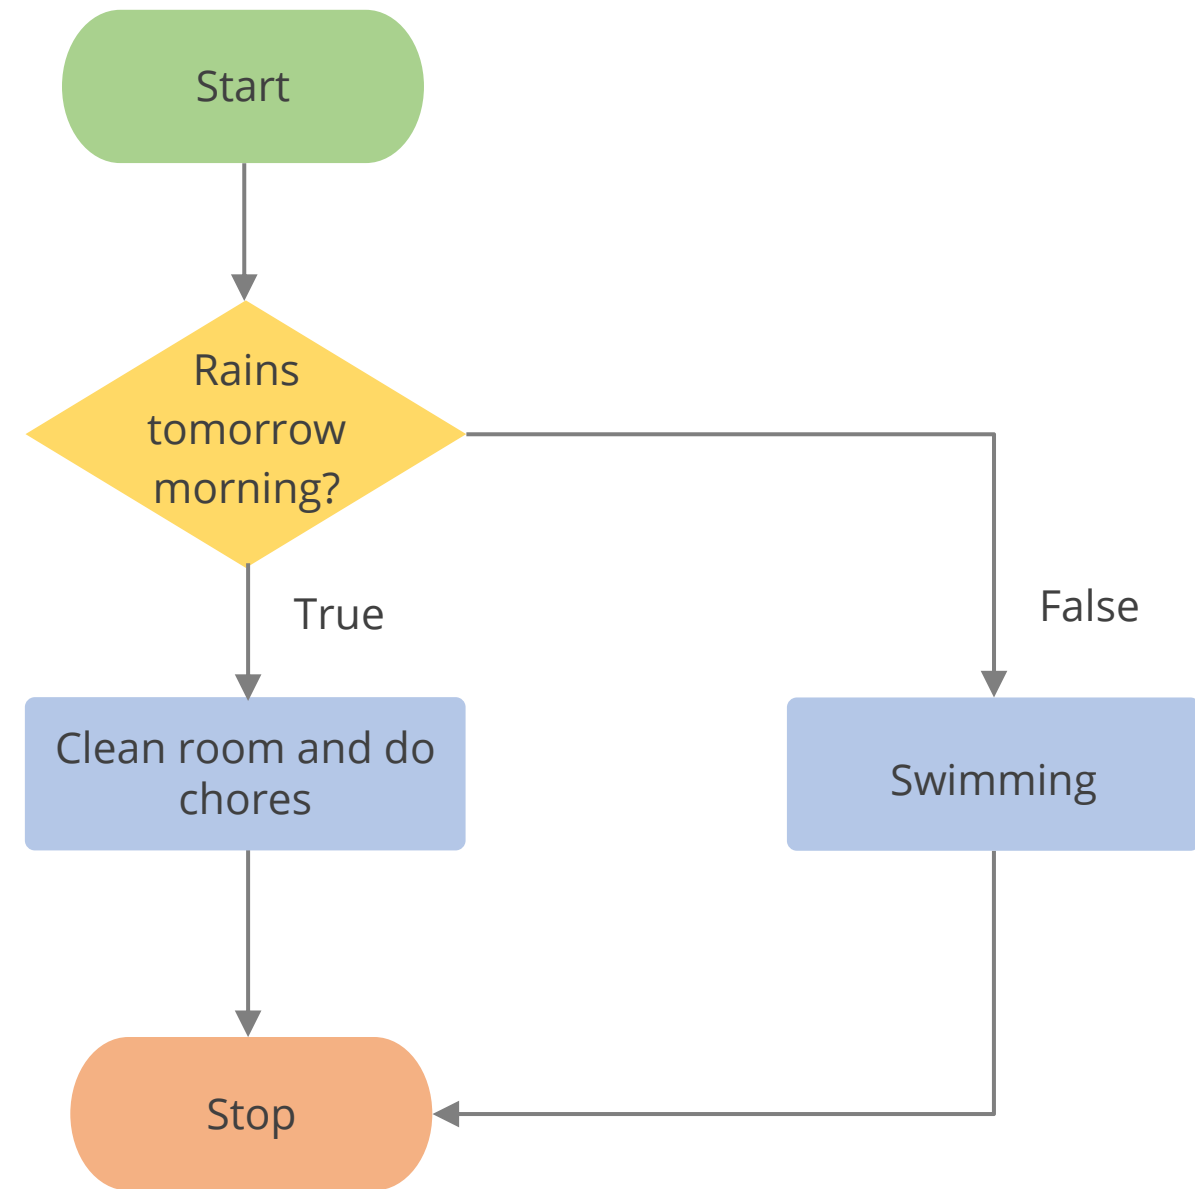 Start
Rains
tomorrow
morning?
True
False
Clean room and do
chores
Swimming
Stop